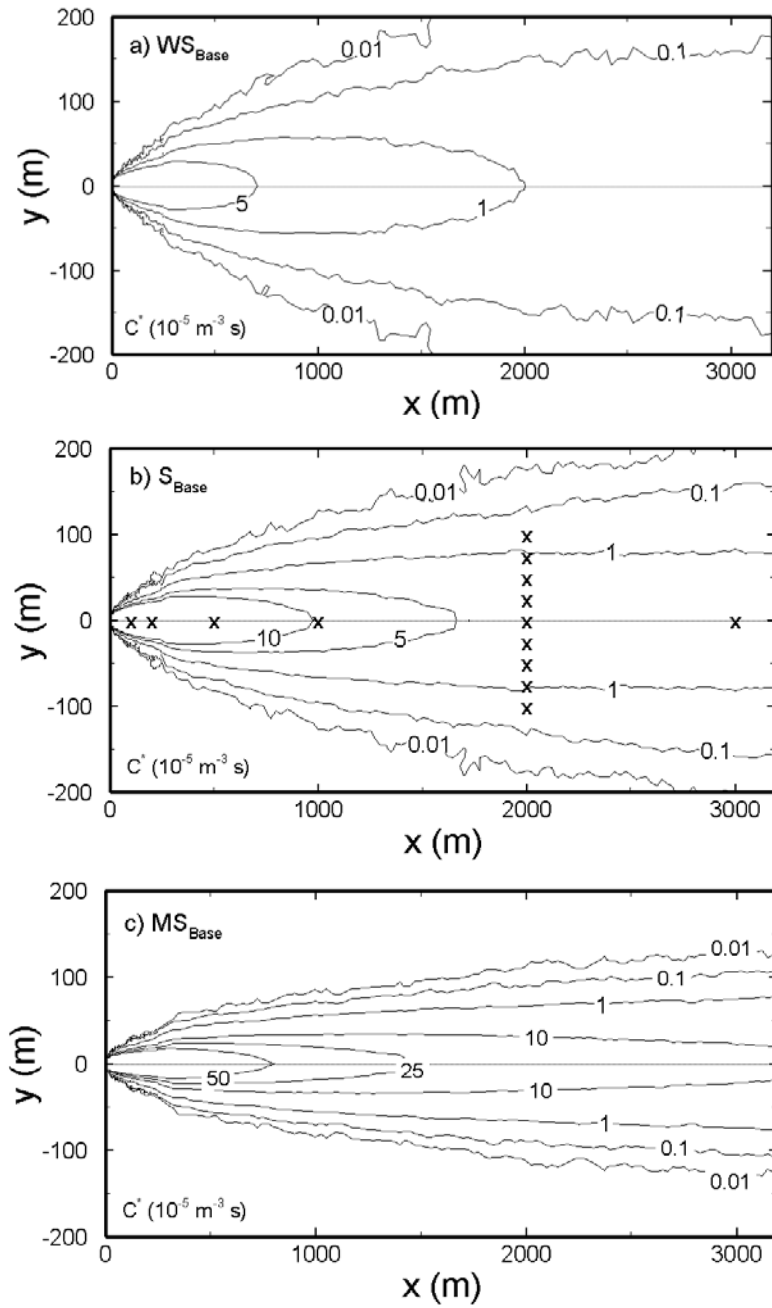 a) WS_Base
200
100
0
-100
-200
y (m)
0.01
0.1
5
1
0.01
0.1
C* (10^-5 m^-3 s)
0
1000
2000
3000
x (m)
b) S_Base
200
100
0
-100
-200
y (m)
0.01
0.1
1
x
x
x
x
x
x
x
x
x
x
x
x
x
x
10
5
1
0.01
0.1
C* (10^-5 m^-3 s)
0
1000
2000
3000
x (m)
c) MS_Base
200
100
0
-100
-200
y (m)
0.01
0.1
1
10
50
25
10
1
0.1
0.01
C* (10^-5 m^-3 s)
0
1000
2000
3000
x (m)